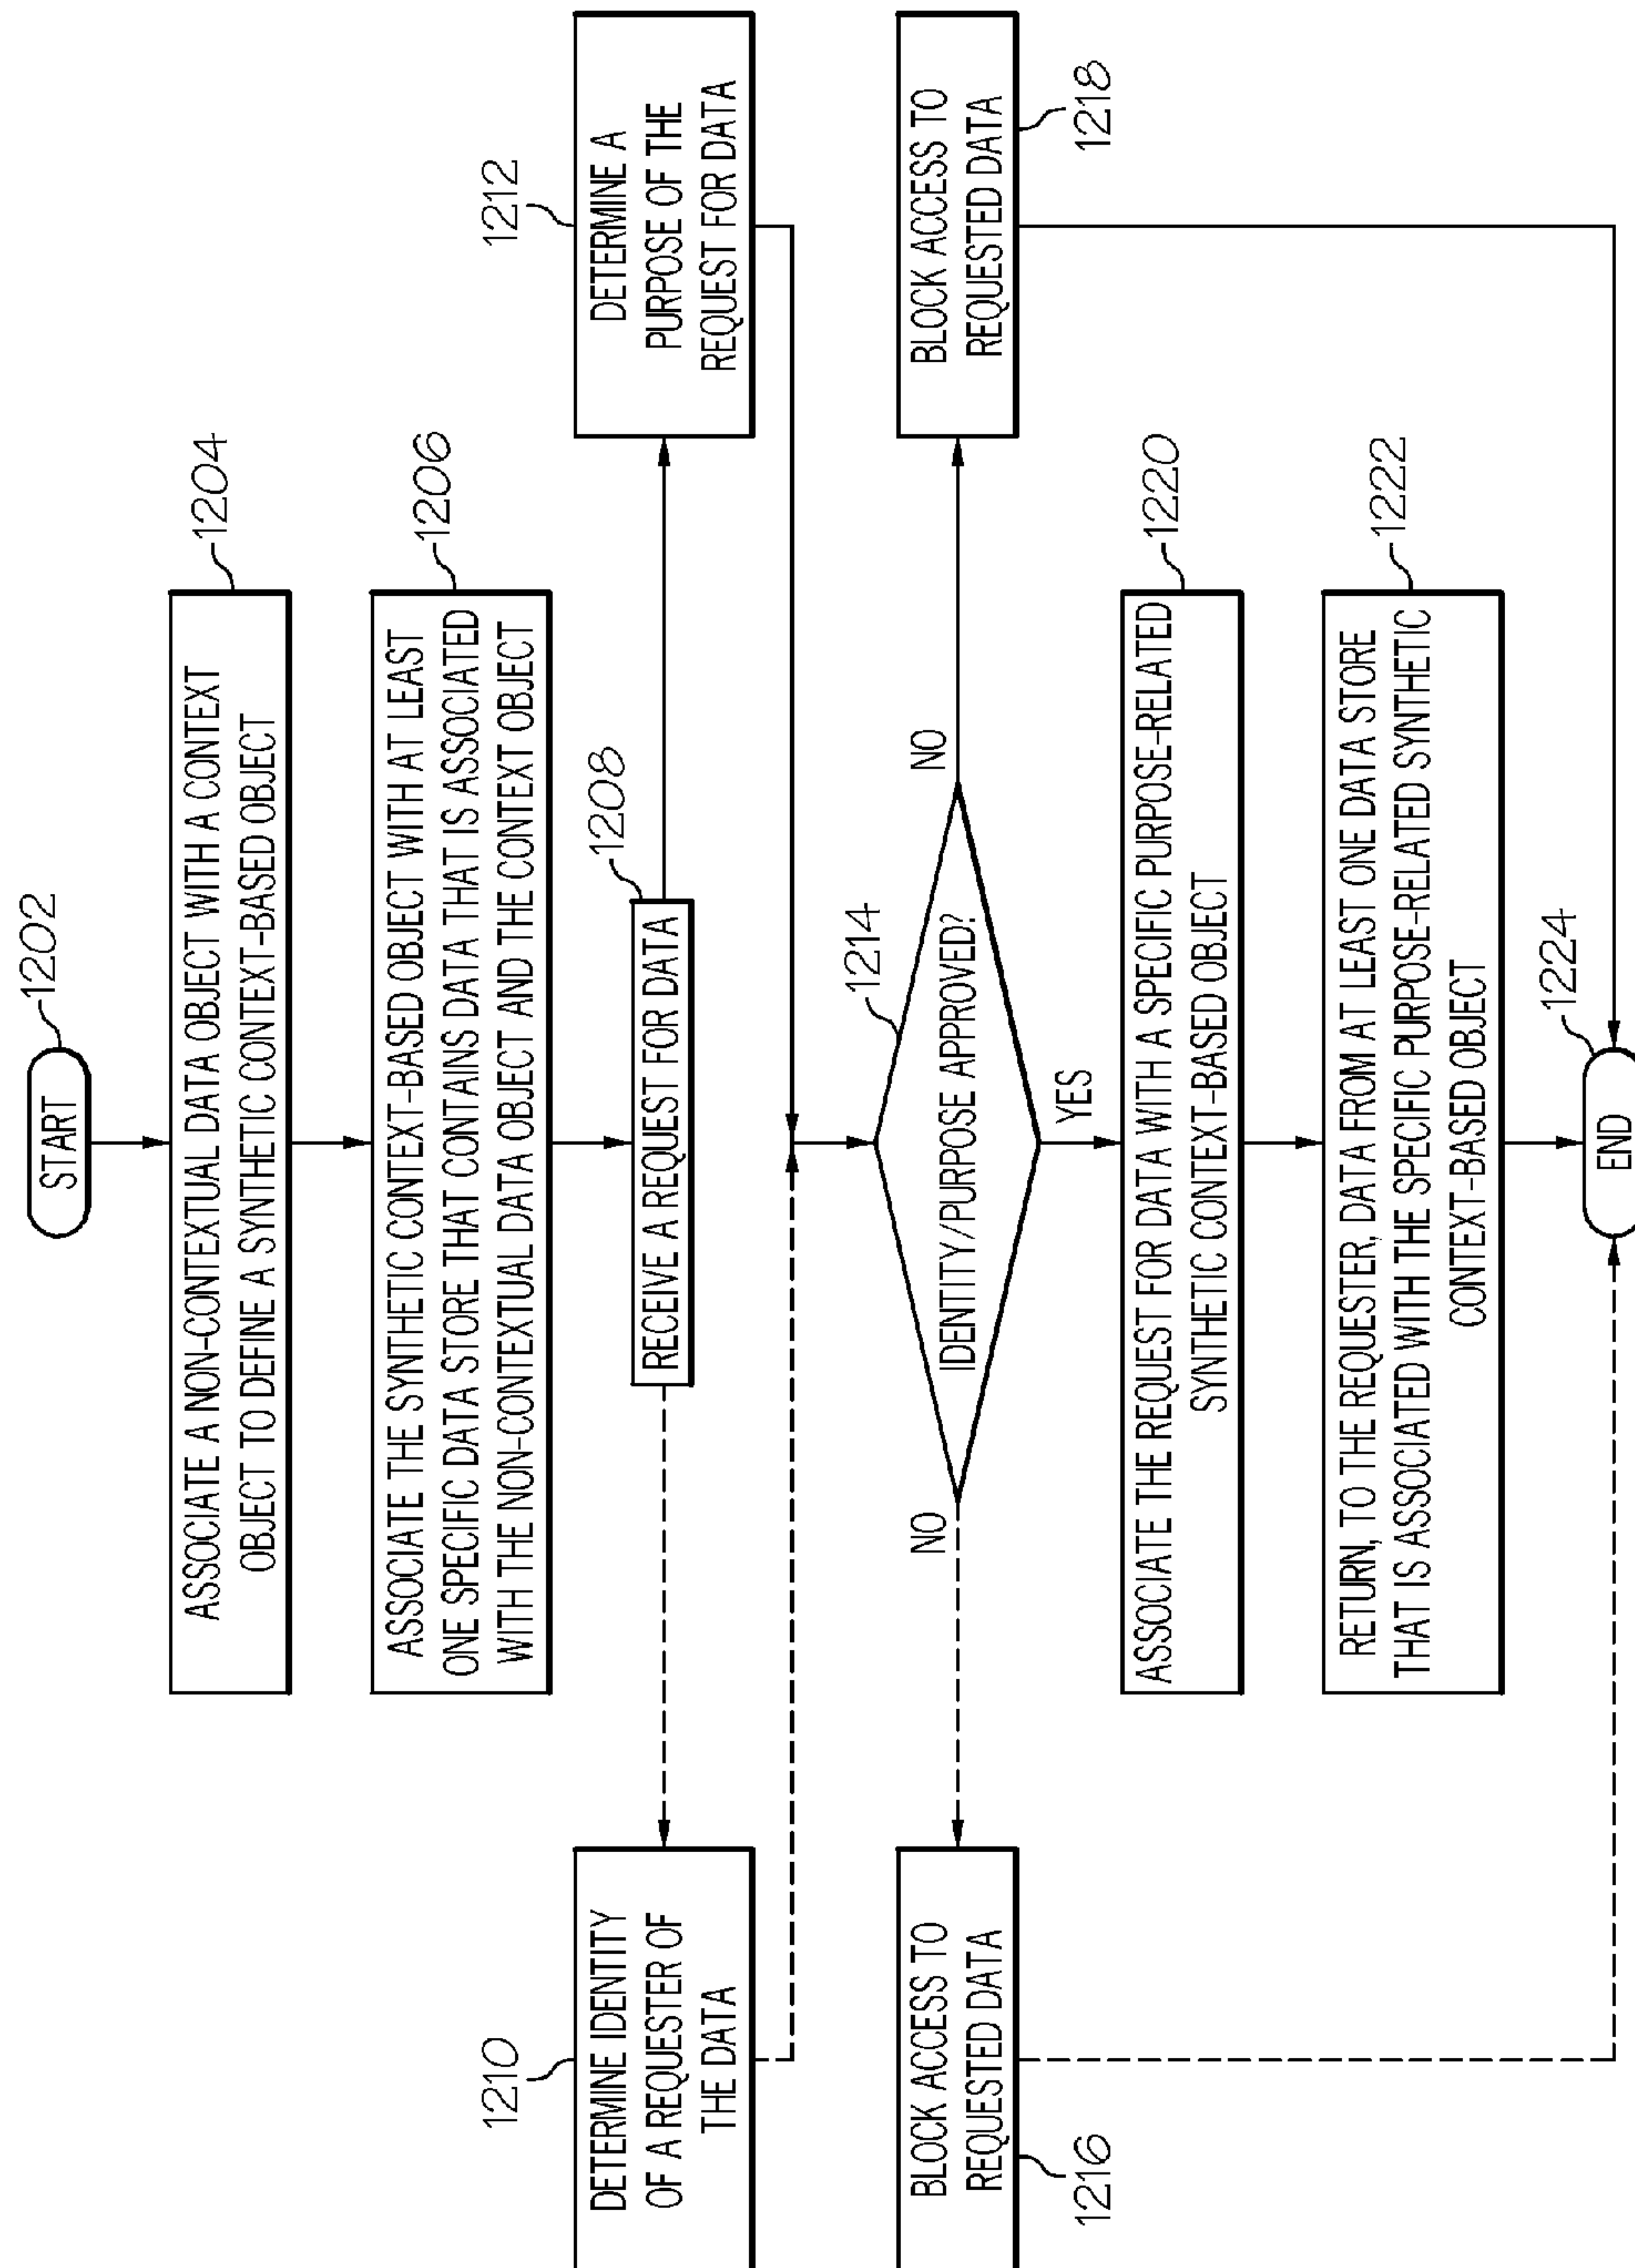 START
1202
ASSOCIATE A NON-CONTEXTUAL DATA OBJECT WITH A CONTEXT
OBJECT TO DEFINE A SYNTHETIC CONTEXT-BASED OBJECT
1204
ASSOCIATE THE SYNTHETIC CONTEXT-BASED OBJECT WITH AT LEAST
ONE SPECIFIC DATA STORE THAT CONTAINS DATA THAT IS ASSOCIATED
WITH THE NON-CONTEXTUAL DATA OBJECT AND THE CONTEXT OBJECT
1206
RECEIVE A REQUEST FOR DATA
1208
1210
DETERMINE IDENTITY
OF A REQUESTER OF
THE DATA
1212
DETERMINE A
PURPOSE OF THE
REQUEST FOR DATA
1214
IDENTITY/PURPOSE APPROVED?
NO
NO
YES
BLOCK ACCESS TO
REQUESTED DATA
1216
BLOCK ACCESS TO
REQUESTED DATA
1218
ASSOCIATE THE REQUEST FOR DATA WITH A SPECIFIC PURPOSE-RELATED
SYNTHETIC CONTEXT-BASED OBJECT
1220
RETURN, TO THE REQUESTER, DATA FROM AT LEAST ONE DATA STORE
THAT IS ASSOCIATED WITH THE SPECIFIC PURPOSE-RELATED SYNTHETIC
CONTEXT-BASED OBJECT
1222
END
1224